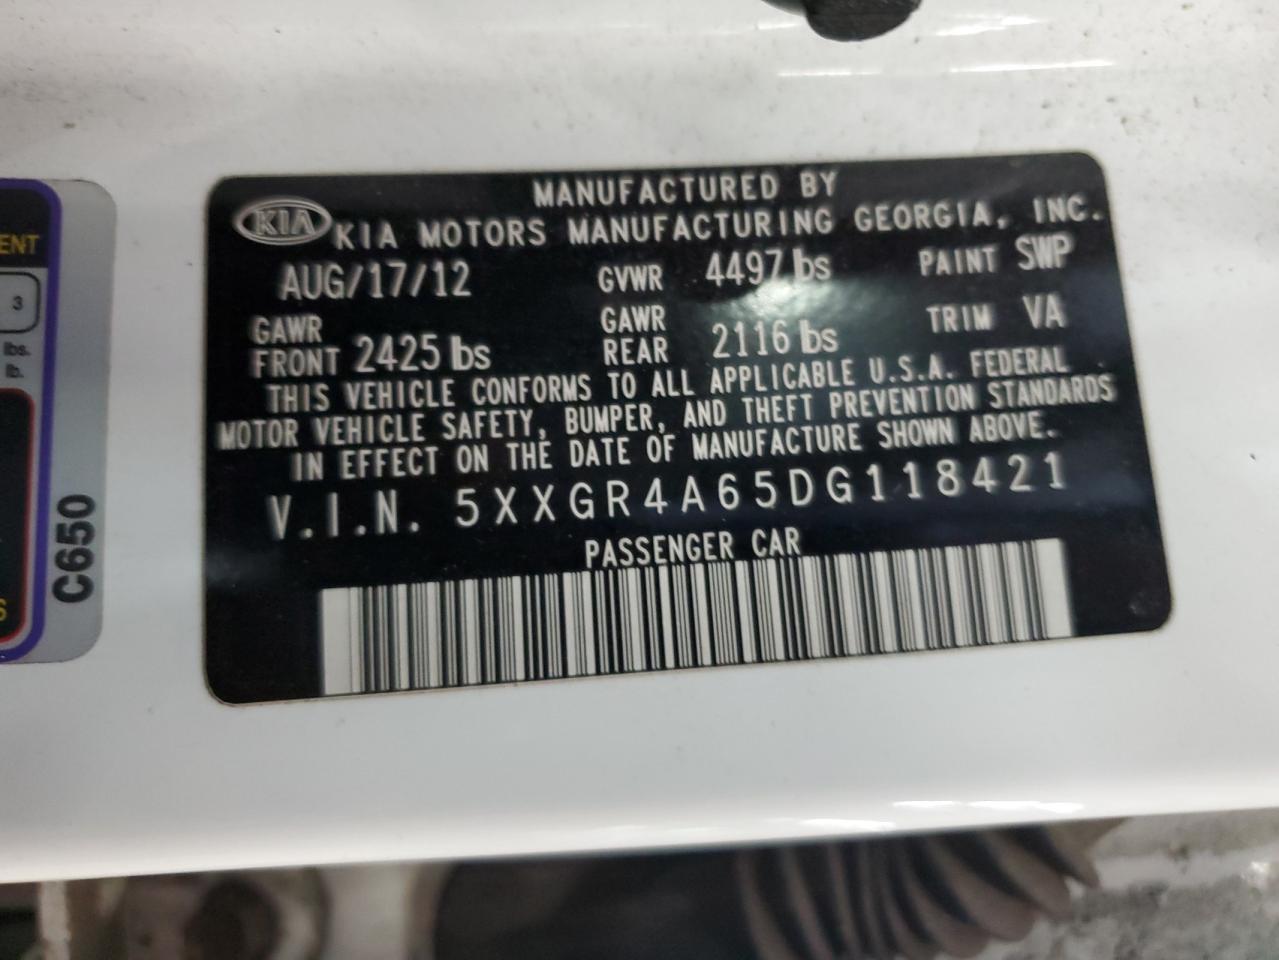 MANUFACTURED BY
KIA KIA MOTORS MANUFACTURING GEORGIA, INC.
AUG/17/12 GVWR 4497 lbs PAINT SWP
GAWR FRONT 2425 lbs GAWR REAR 2116 lbs TRIM VA
THIS VEHICLE CONFORMS TO ALL APPLICABLE U.S.A. FEDERAL
MOTOR VEHICLE SAFETY, BUMPER, AND THEFT PREVENTION STANDARDS
IN EFFECT ON THE DATE OF MANUFACTURE SHOWN ABOVE.
V.I.N. 5XXGR4A65DG118421
PASSENGER CAR
ENT
3
lbs.
lb.
S
C650